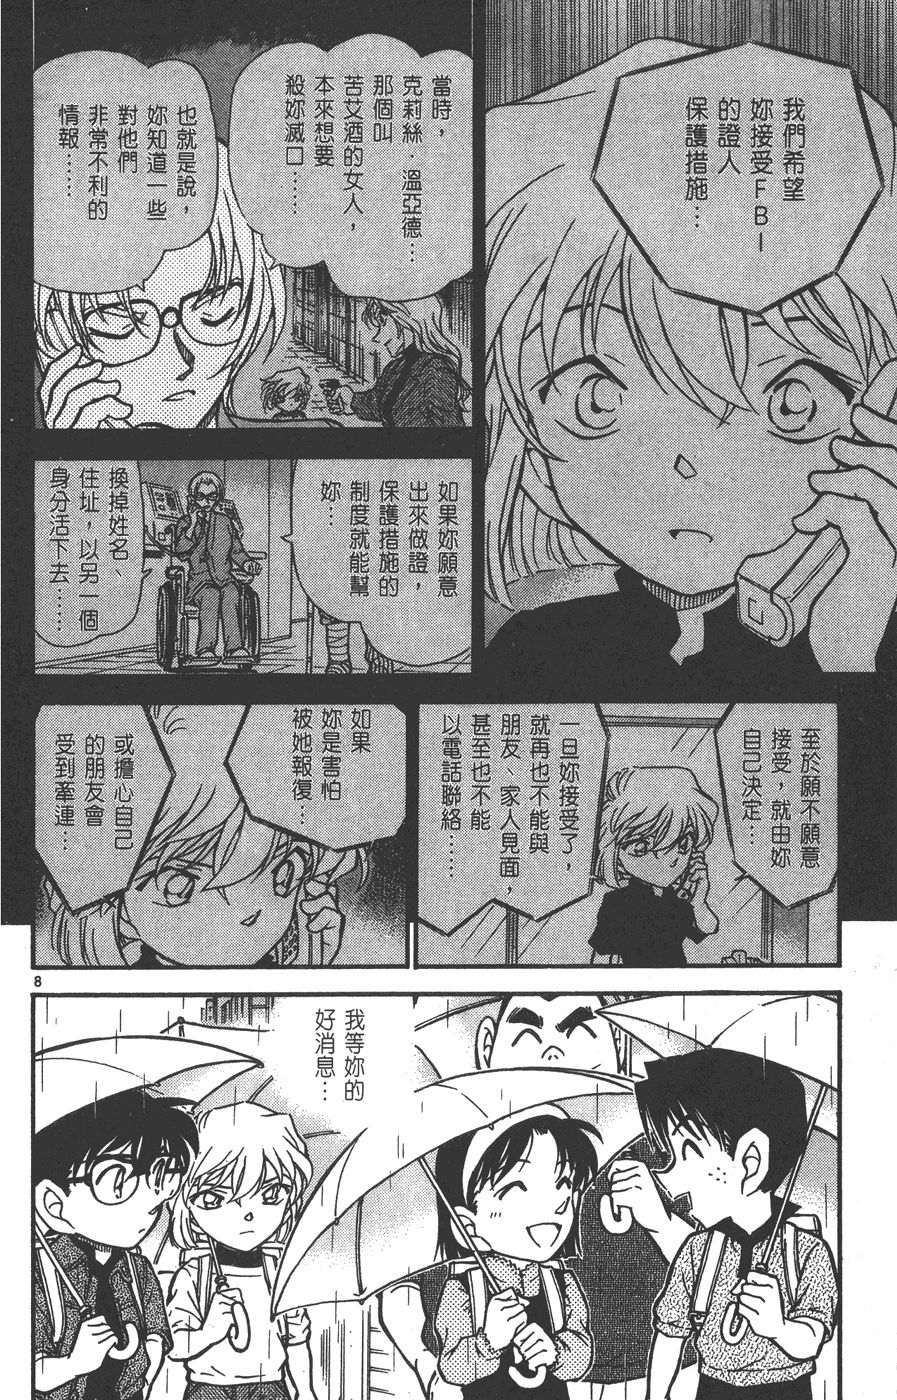 我們希望
妳接受FBI
的證人
保護措施…
當時，
克莉絲·溫亞德…
那個叫
苦艾酒的女人，
本來想要
殺妳滅口……
也就是說，
妳知道一些
對他們
非常不利的
情報……
如果妳願意
出來做證，
保護措施的
制度就能幫
妳…
換掉姓名、
住址，以另一個
身分活下去……
至於願不願意
接受，就由妳
自己決定…
一旦妳接受了，
就再也不能與
朋友、家人見面，
甚至也不能
以電話聯絡……
如果
妳是害怕
被她報復…
或擔心自己
的朋友會
受到牽連…
8
我等妳的
好消息…